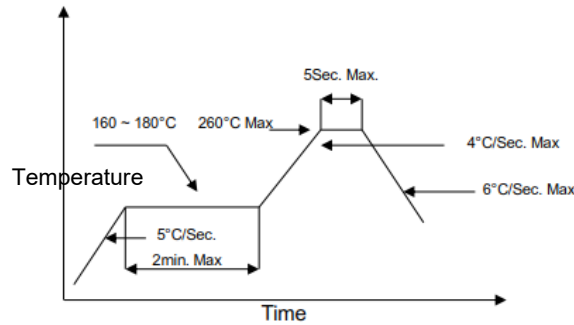 5Sec. Max.
160 ~ 180°C
260°C Max
4°C/Sec. Max
Temperature
6°C/Sec. Max
5°C/Sec.
2min. Max
Time